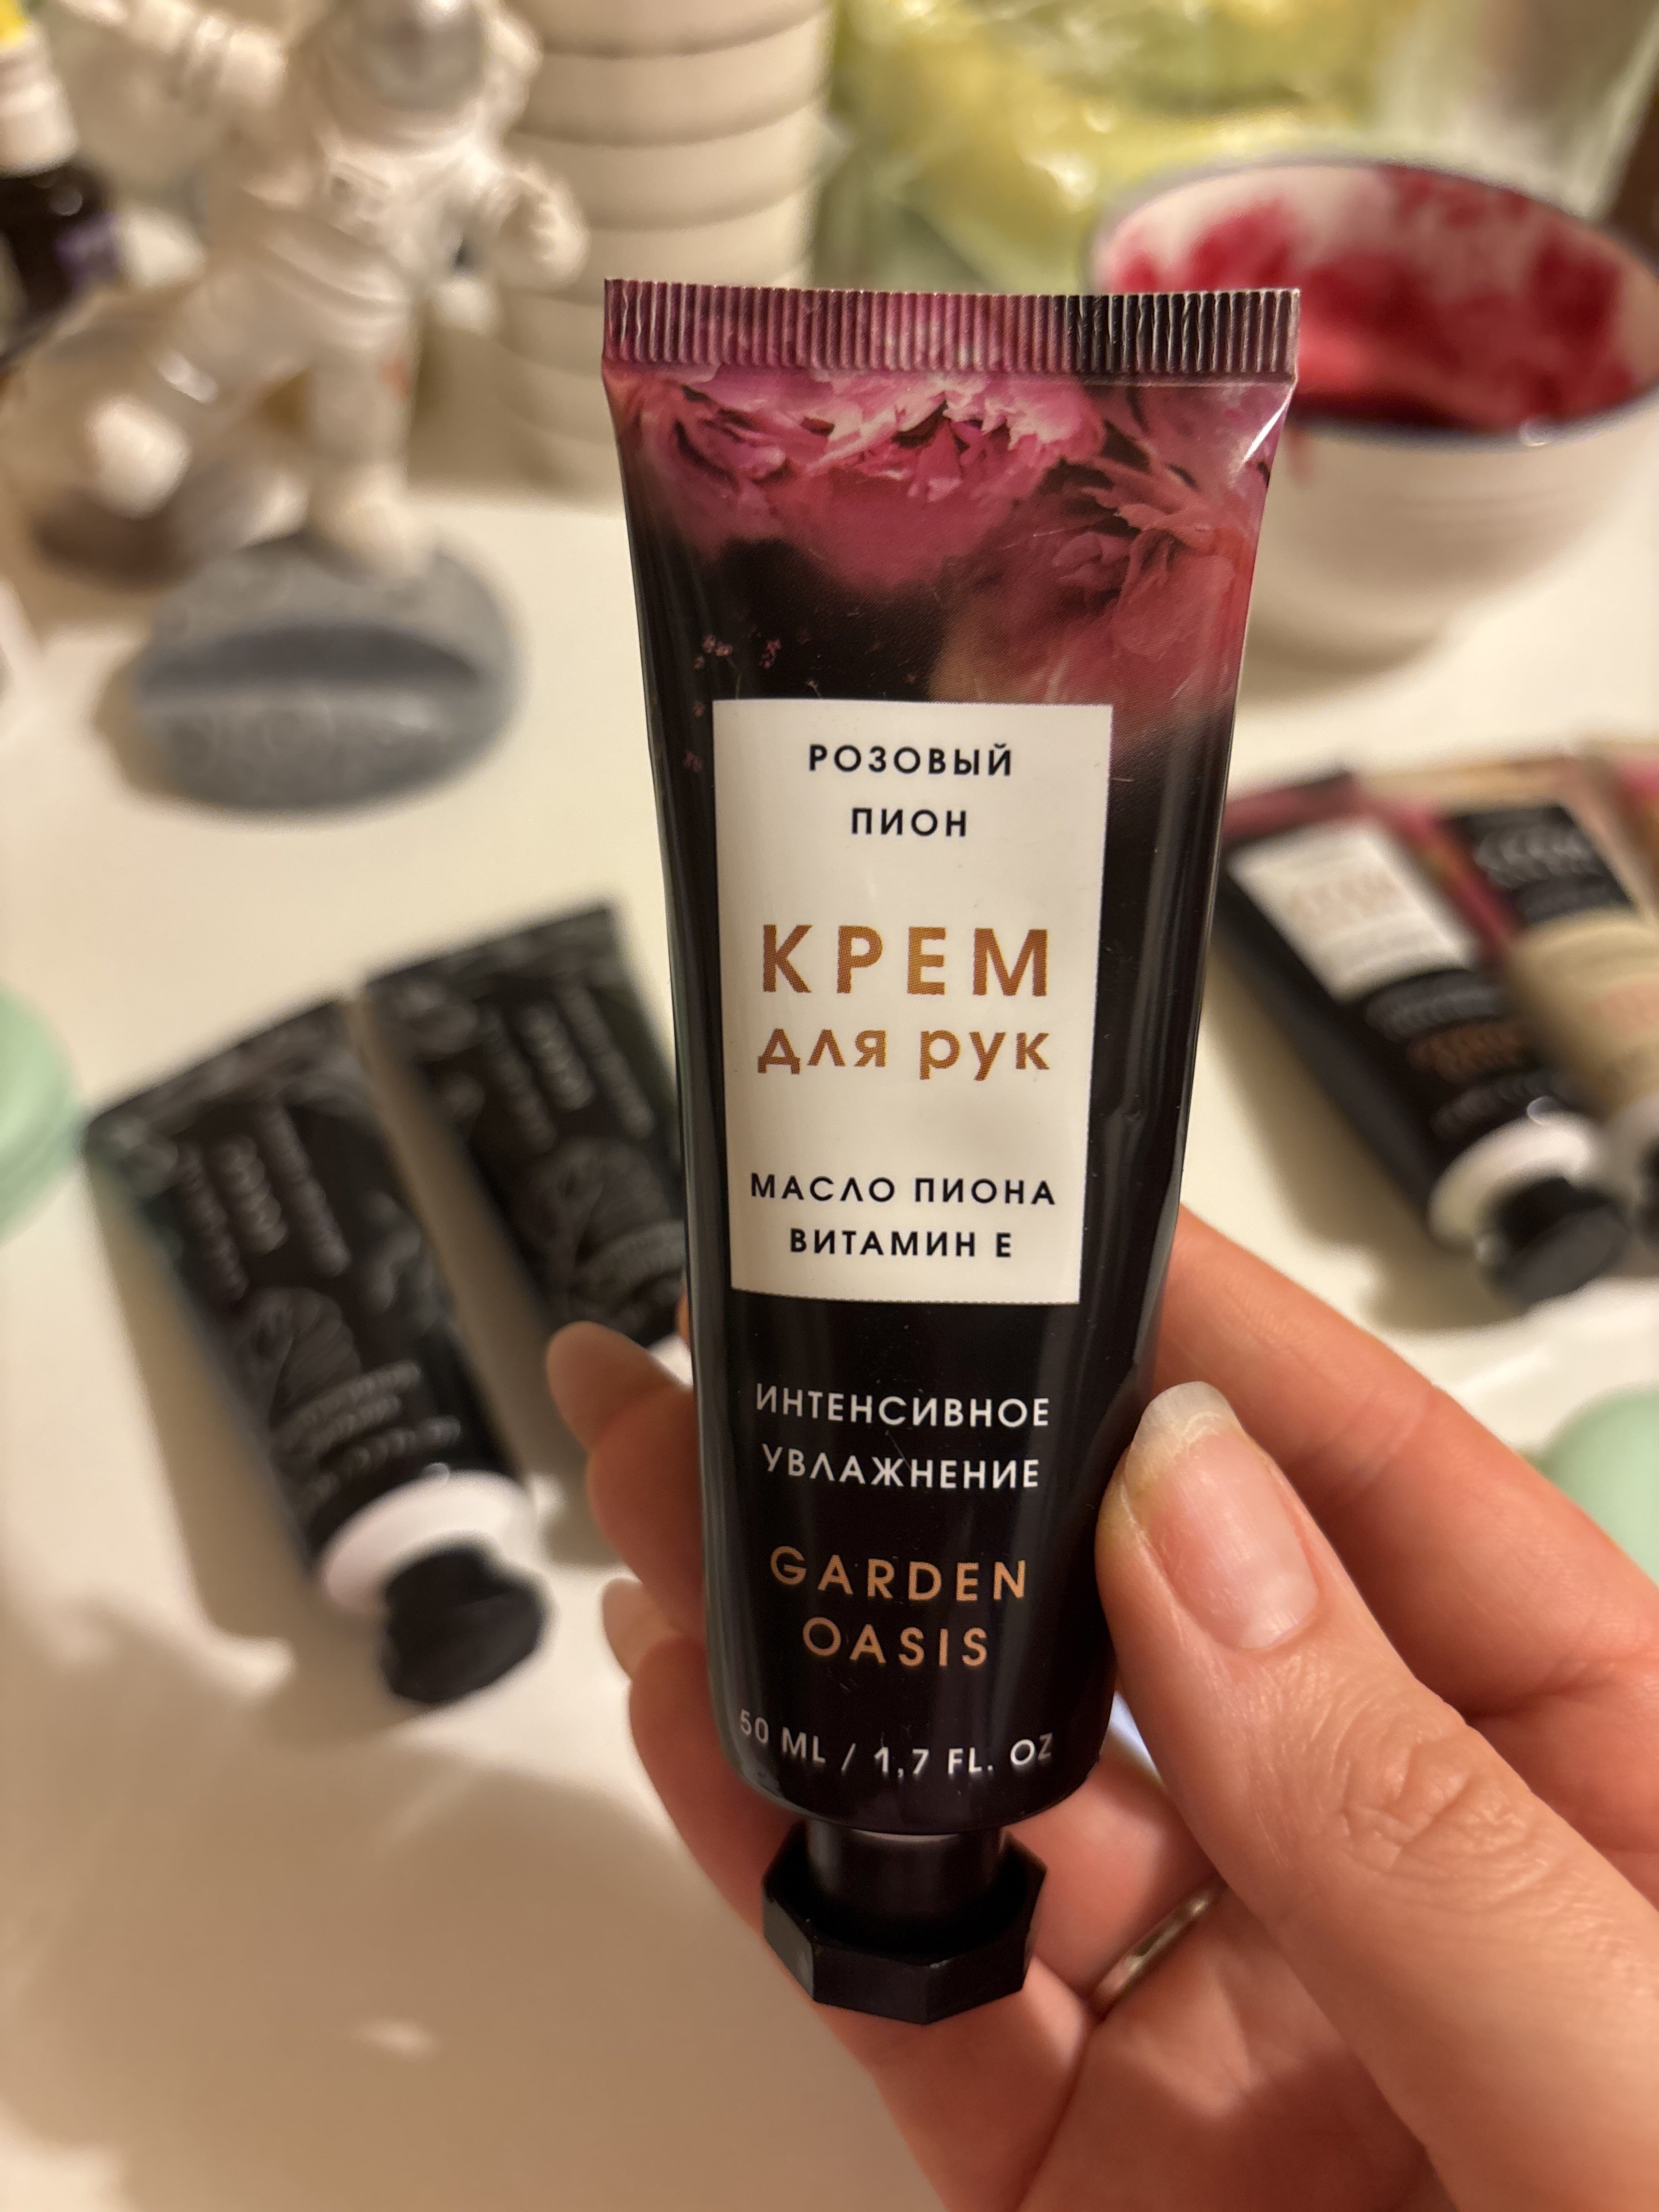 РОЗОВЫЙ
ПИОН
КРЕМ
для рук
МАСЛО ПИОНА
ВИТАМИН Е
ИНТЕНСИВНОЕ
УВЛАЖНЕНИЕ
GARDEN
OASIS
50 ML / 1,7 FL. OZ